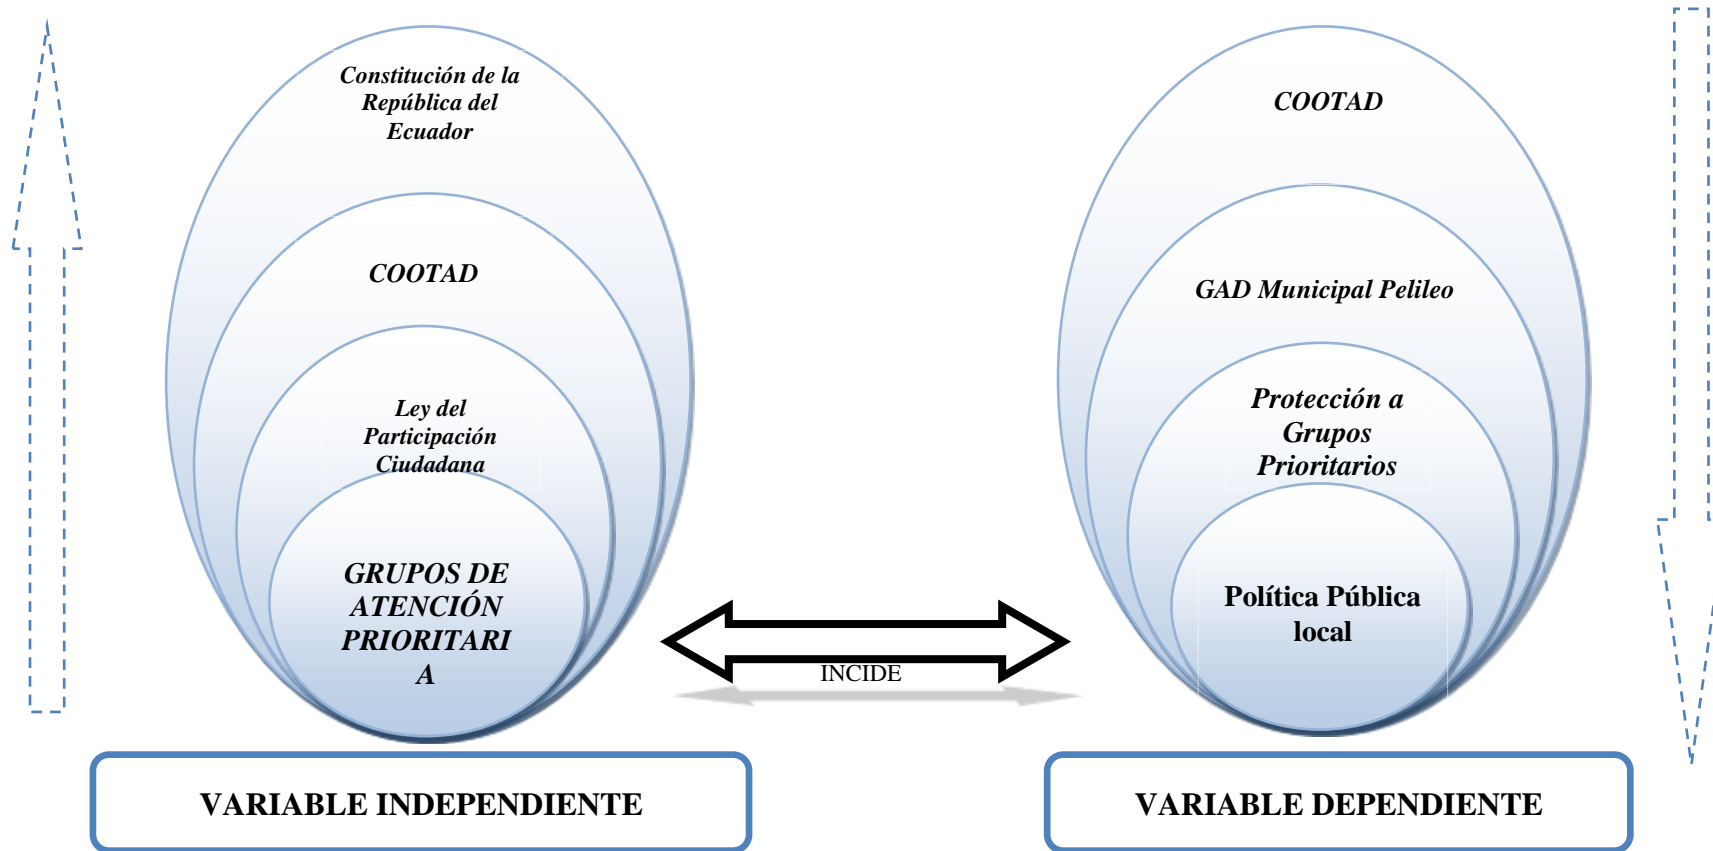 Constitución de la
República del
Ecuador
COOTAD
Ley del
Participación
Ciudadana
GRUPOS DE
ATENCIÓN
PRIORITARI
A
VARIABLE INDEPENDIENTE
INCIDE
COOTAD
GAD Municipal Pelileo
Protección a
Grupos
Prioritarios
Política Pública
local
VARIABLE DEPENDIENTE